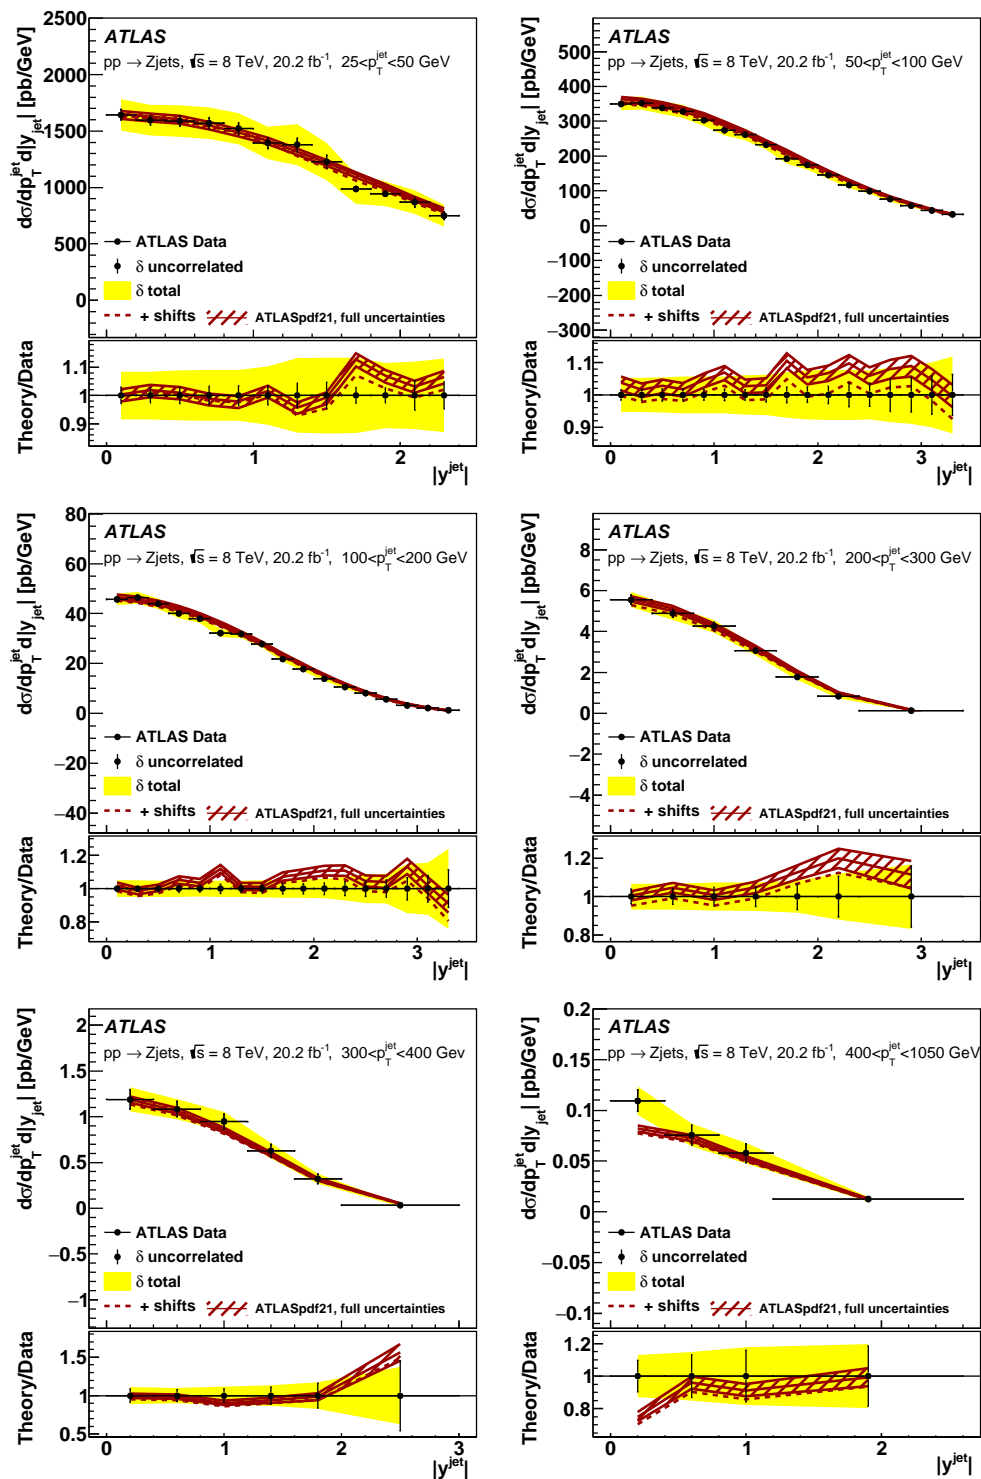 ATLAS
pp → Zjets, √s = 8 TeV, 20.2 fb⁻¹, 25<p_T^jet<50 GeV
dσ/dp_T^jet d|y_jet| [pb/GeV]
2500
2000
1500
1000
500
0
ATLAS Data
δ uncorrelated
δ total
+ shifts
ATLASpdf21, full uncertainties
Theory/Data
1.1
1
0.9
0
1
2
|y^jet|
ATLAS
pp → Zjets, √s = 8 TeV, 20.2 fb⁻¹, 50<p_T^jet<100 GeV
dσ/dp_T^jet d|y_jet| [pb/GeV]
500
400
300
200
100
0
−100
−200
−300
ATLAS Data
δ uncorrelated
δ total
+ shifts
ATLASpdf21, full uncertainties
Theory/Data
1.1
1
0.9
0
1
2
3
|y^jet|
ATLAS
pp → Zjets, √s = 8 TeV, 20.2 fb⁻¹, 100<p_T^jet<200 GeV
dσ/dp_T^jet d|y_jet| [pb/GeV]
80
60
40
20
0
−20
−40
ATLAS Data
δ uncorrelated
δ total
+ shifts
ATLASpdf21, full uncertainties
Theory/Data
1.2
1
0.8
0
1
2
3
|y^jet|
ATLAS
pp → Zjets, √s = 8 TeV, 20.2 fb⁻¹, 200<p_T^jet<300 GeV
dσ/dp_T^jet d|y_jet| [pb/GeV]
8
6
4
2
0
−2
−4
ATLAS Data
δ uncorrelated
δ total
+ shifts
ATLASpdf21, full uncertainties
Theory/Data
1.2
1
0.8
0
1
2
3
|y^jet|
ATLAS
pp → Zjets, √s = 8 TeV, 20.2 fb⁻¹, 300<p_T^jet<400 Gev
dσ/dp_T^jet d|y_jet| [pb/GeV]
2
1.5
1
0.5
0
−0.5
−1
ATLAS Data
δ uncorrelated
δ total
+ shifts
ATLASpdf21, full uncertainties
Theory/Data
1.5
1
0.5
0
1
2
3
|y^jet|
ATLAS
pp → Zjets, √s = 8 TeV, 20.2 fb⁻¹, 400<p_T^jet<1050 GeV
dσ/dp_T^jet d|y_jet| [pb/GeV]
0.2
0.15
0.1
0.05
0
−0.05
−0.1
ATLAS Data
δ uncorrelated
δ total
+ shifts
ATLASpdf21, full uncertainties
Theory/Data
1.2
1
0.8
0
1
2
|y^jet|